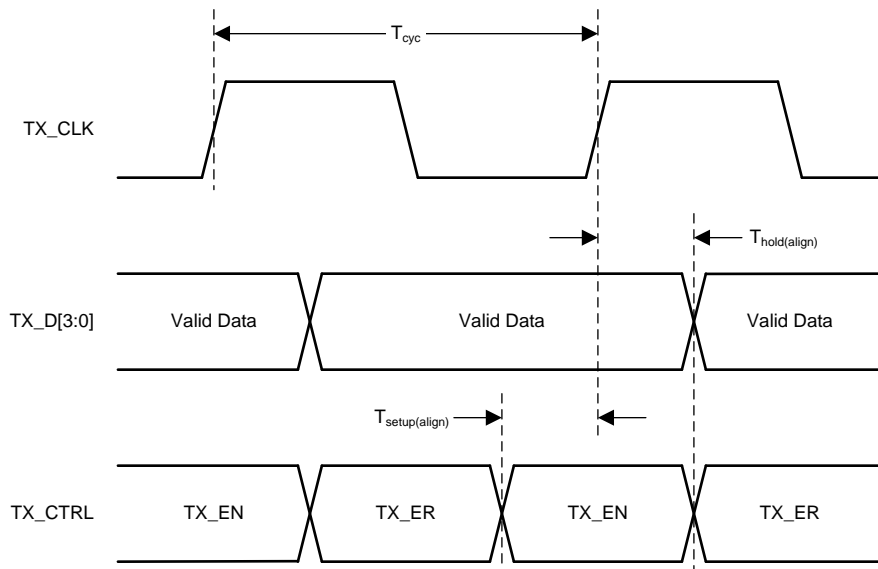 Tcyc
TX_CLK
Thold(align)
TX_D[3:0] Valid Data Valid Data Valid Data
Tsetup(align)
TX_CTRL TX_EN TX_ER TX_EN TX_ER